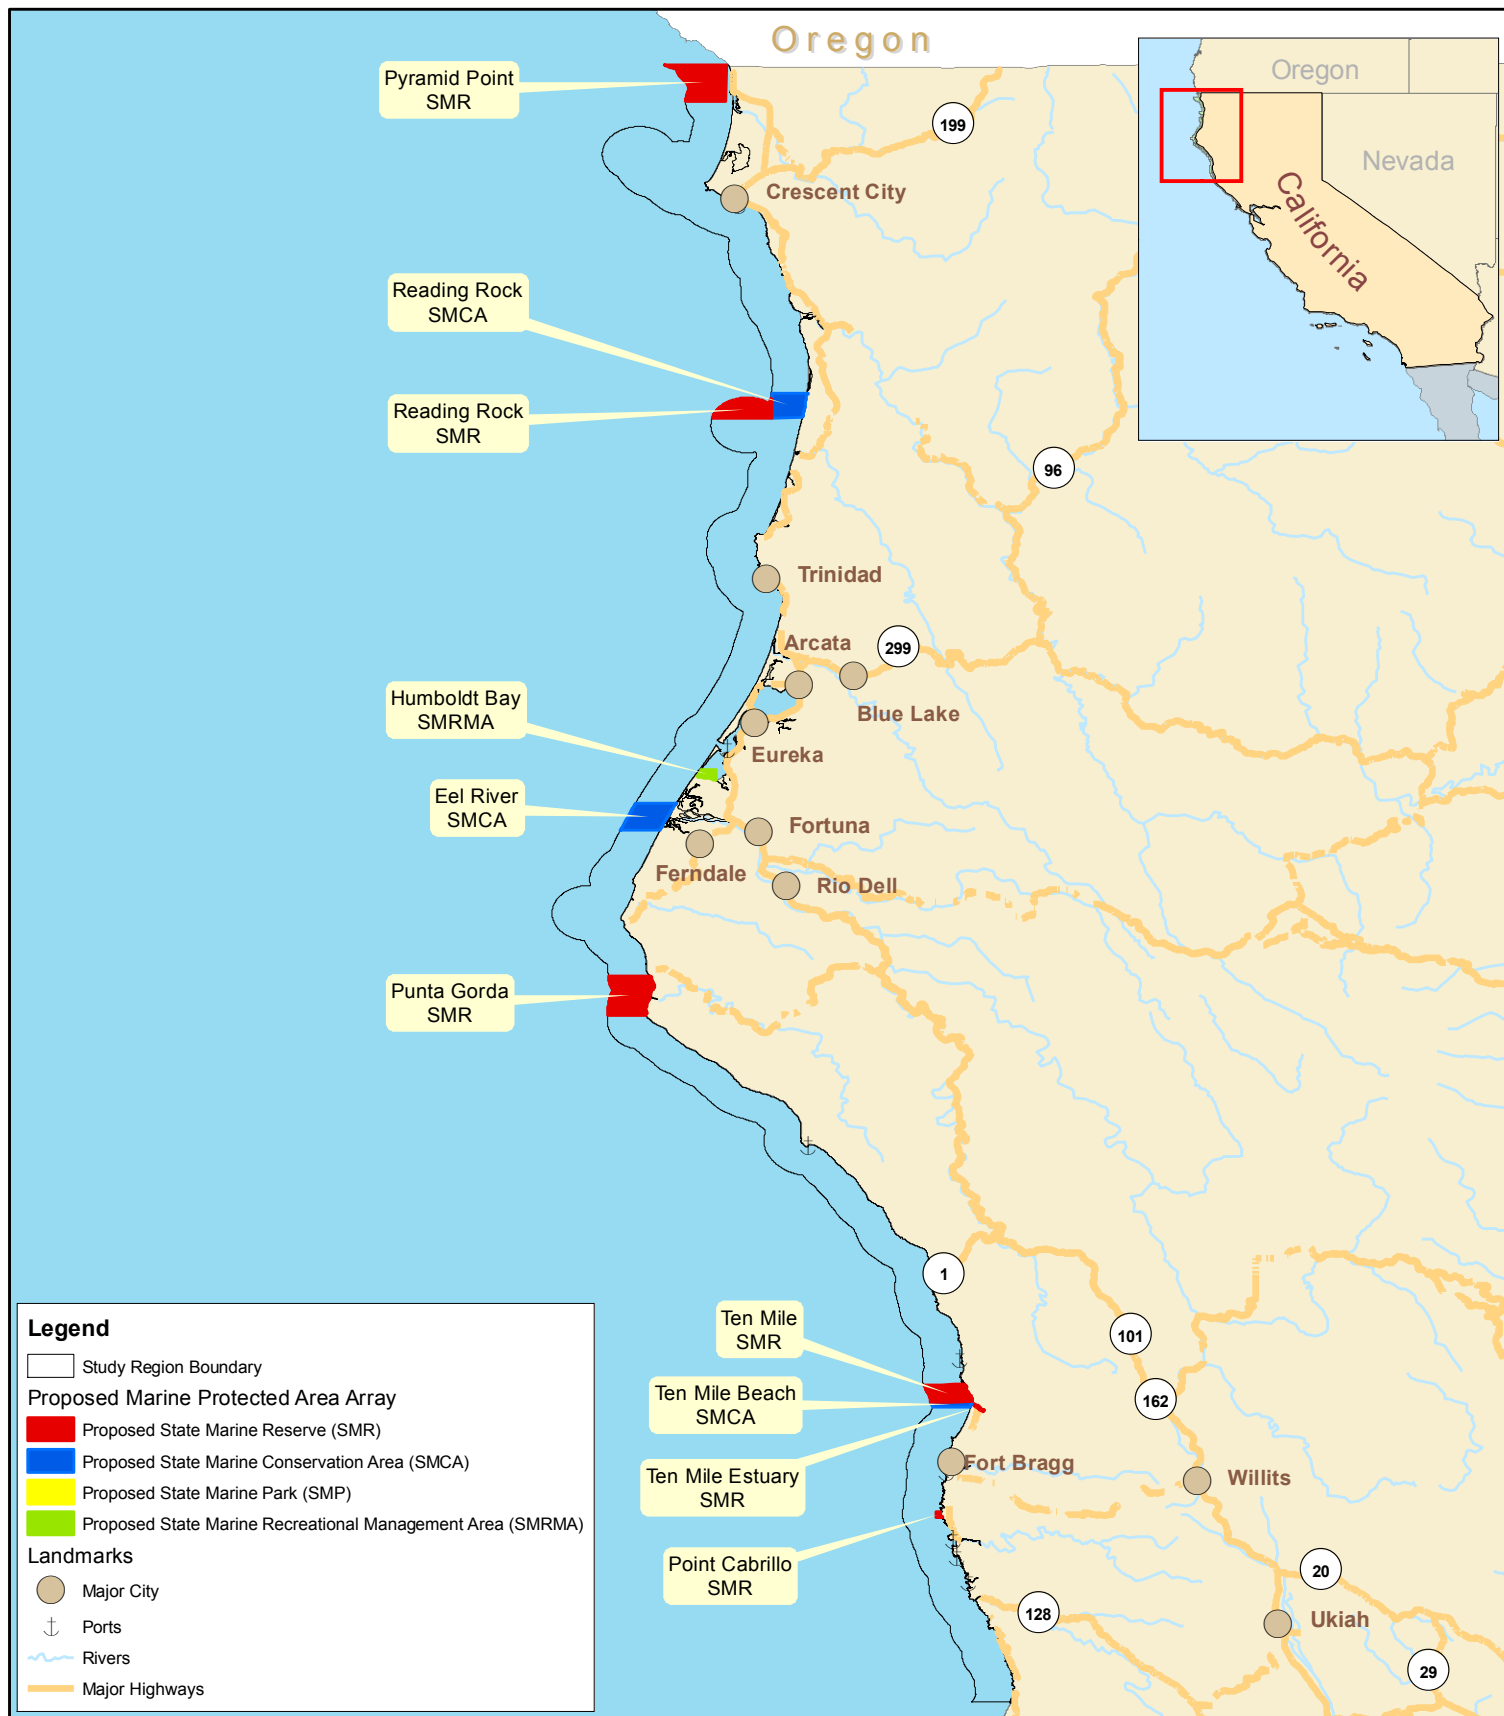 Oregon
Pyramid Point
SMR
199
Crescent City
Reading Rock
SMCA
Reading Rock
SMR
96
Trinidad
Arcata
299
Blue Lake
Humboldt Bay
SMRMA
Eureka
Eel River
SMCA
Fortuna
Ferndale
Rio Dell
Punta Gorda
SMR
1
Ten Mile
SMR
101
Ten Mile Beach
SMCA
162
Ten Mile Estuary
SMR
Fort Bragg
Willits
Point Cabrillo
SMR
20
128
Ukiah
29
Oregon
Nevada
California
Legend
Study Region Boundary
Proposed Marine Protected Area Array
Proposed State Marine Reserve (SMR)
Proposed State Marine Conservation Area (SMCA)
Proposed State Marine Park (SMP)
Proposed State Marine Recreational Management Area (SMRMA)
Landmarks
Major City
Ports
Rivers
Major Highways